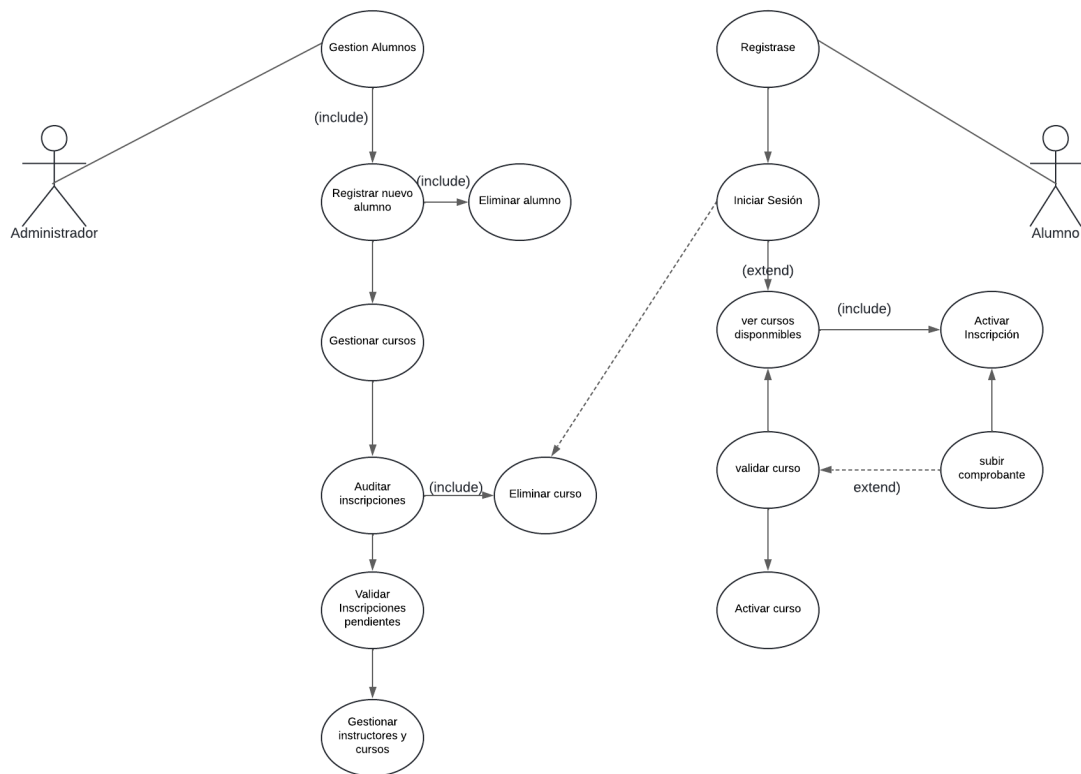 Gestion Alumnos
Registrase
(include)
Registrar nuevo
alumno
(include)
Eliminar alumno
Iniciar Sesión
Administrador
Alumno
(extend)
Gestionar cursos
ver cursos
disponmibles
(include)
Activar
Inscripción
Auditar
inscripciones
(include)
Eliminar curso
validar curso
extend)
subir
comprobante
Validar
Inscripciones
pendientes
Activar curso
Gestionar
instructores y
cursos